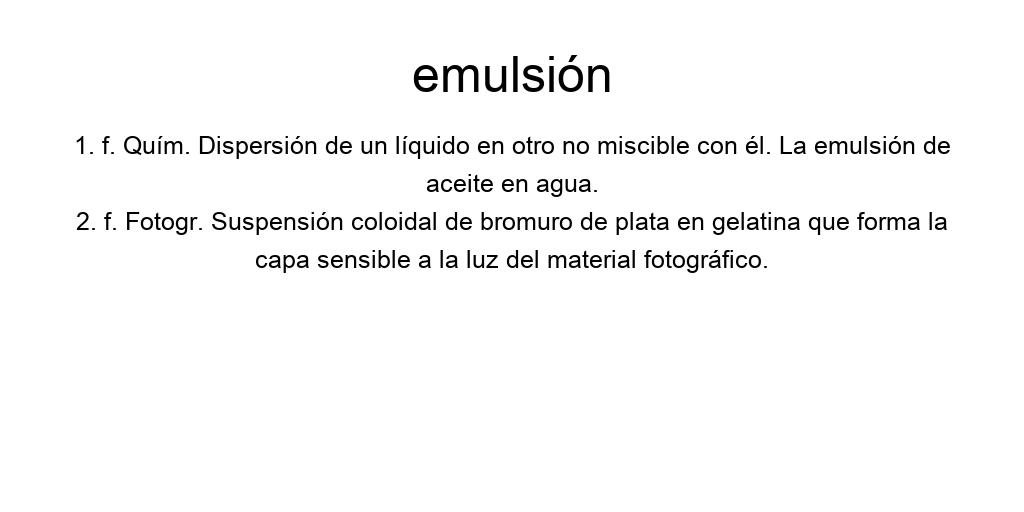 emulsión
1. f. Quím. Dispersión de un líquido en otro no miscible con él. La emulsión de
aceite en agua.
2. f. Fotogr. Suspensión coloidal de bromuro de plata en gelatina que forma la
capa sensible a la luz del material fotográfico.